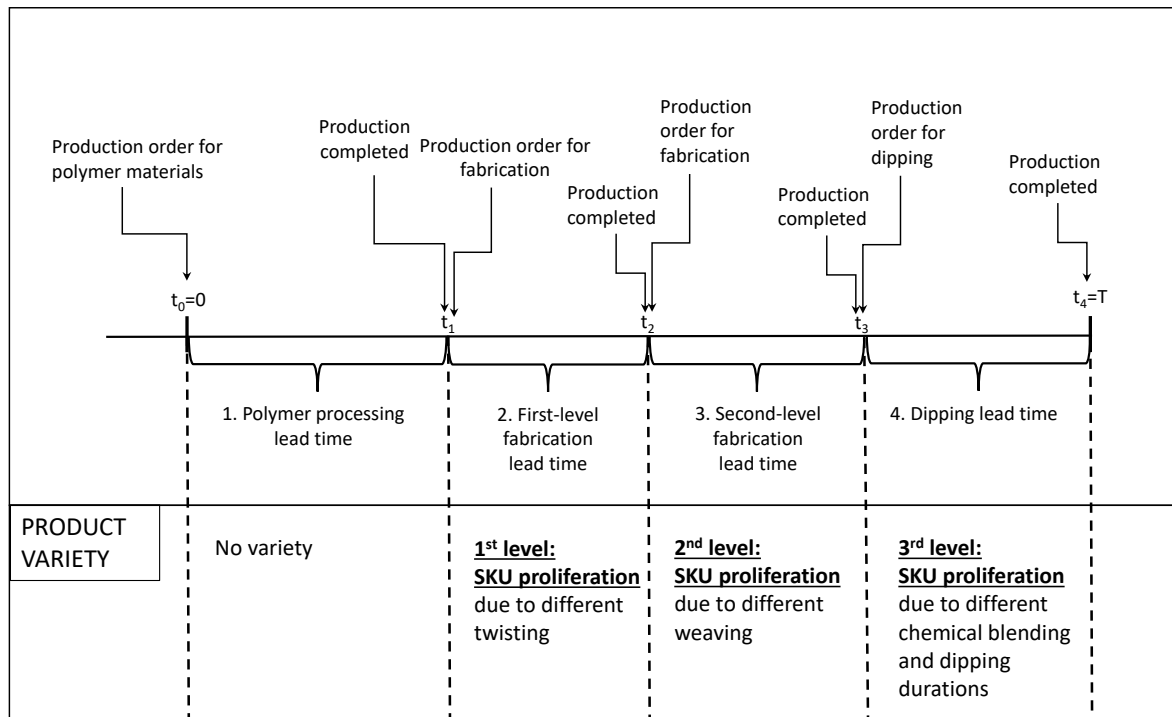 Production order for
polymer materials
Production
completed
Production order for
fabrication
Production
completed
Production
order for
fabrication
Production
completed
Production
order for
dipping
Production
completed
t0=0
t1
t2
t3
t4=T
1. Polymer processing
lead time
2. First-level
fabrication
lead time
3. Second-level
fabrication
lead time
4. Dipping lead time
PRODUCT
VARIETY
No variety
1st level:
SKU proliferation
due to different
twisting
2nd level:
SKU proliferation
due to different
weaving
3rd level:
SKU proliferation
due to different
chemical blending
and dipping
durations